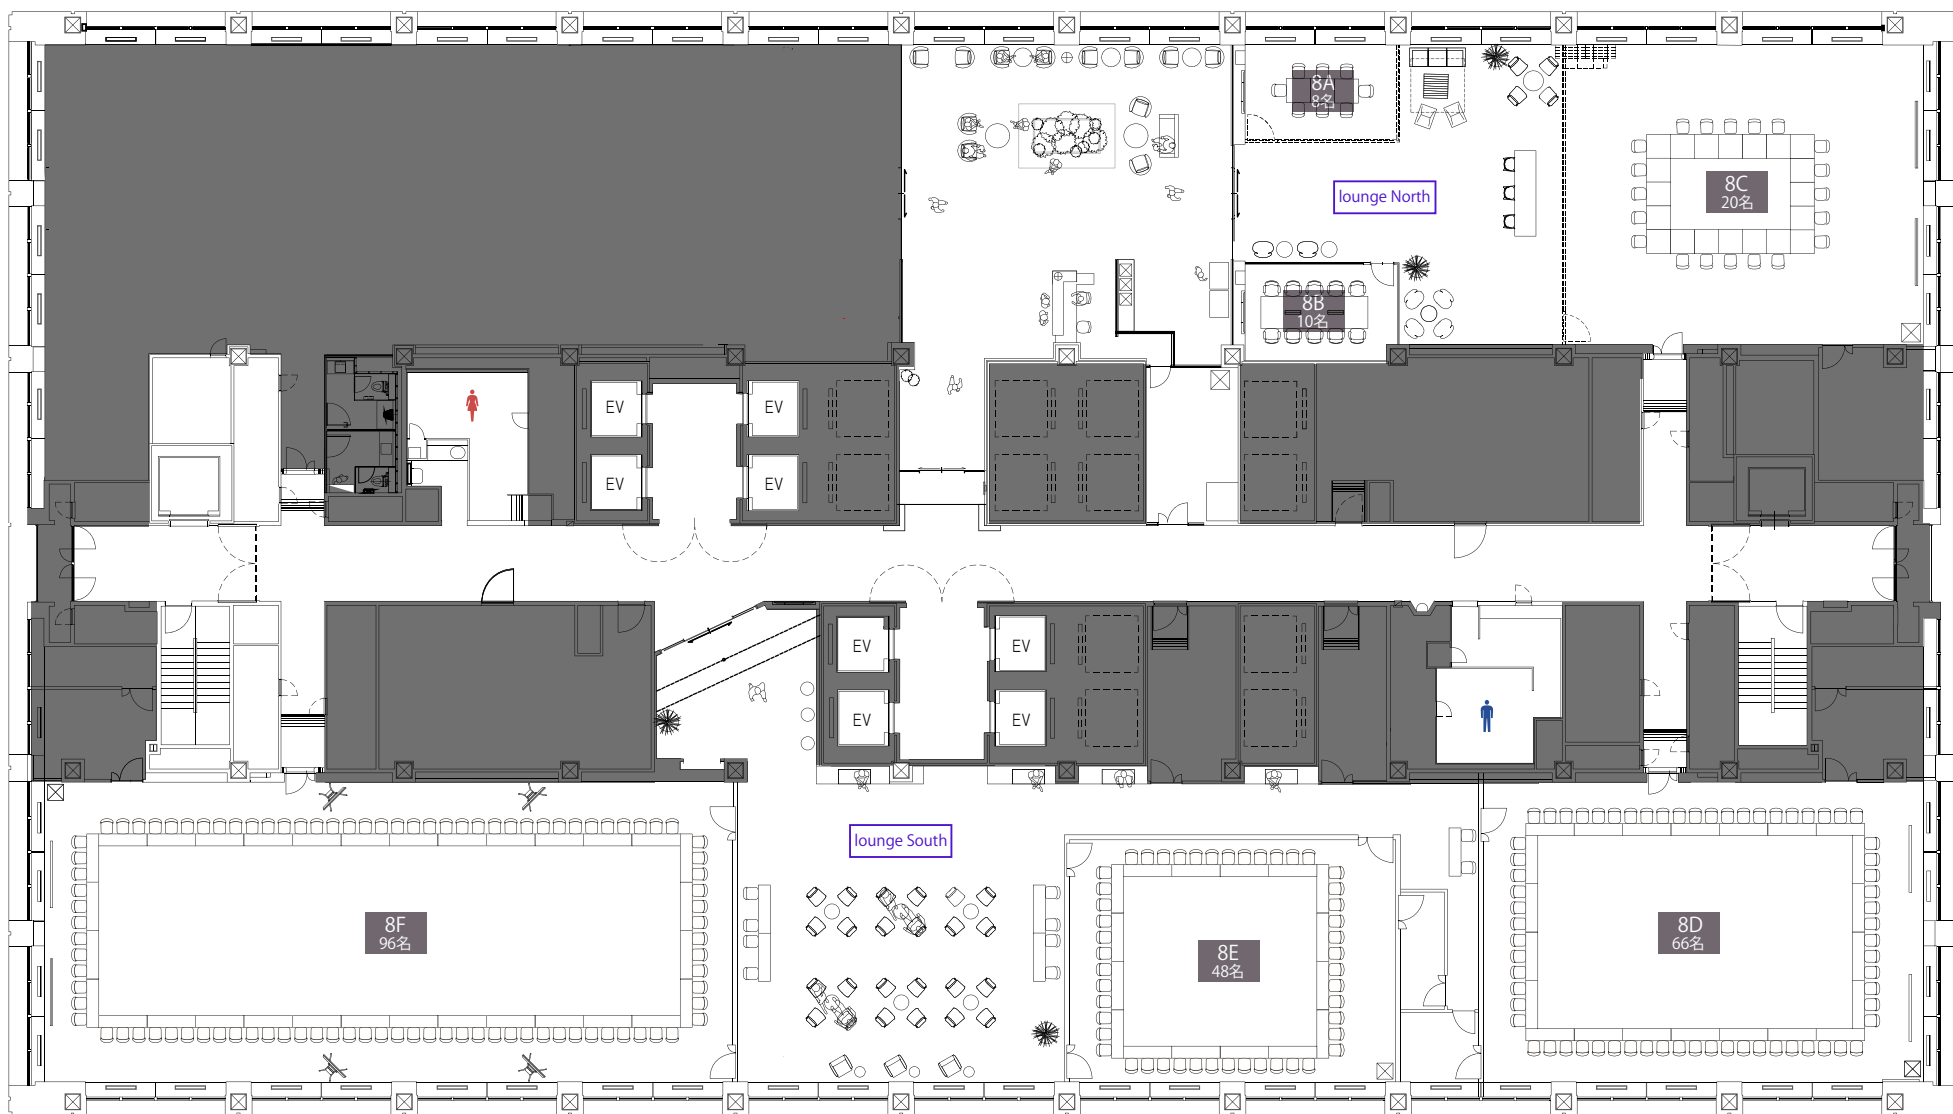 8A
8名
8C
20名
lounge North
8B
10名
EV
EV
EV
EV
EV
EV
EV
EV
lounge South
8F
96名
8E
48名
8D
66名